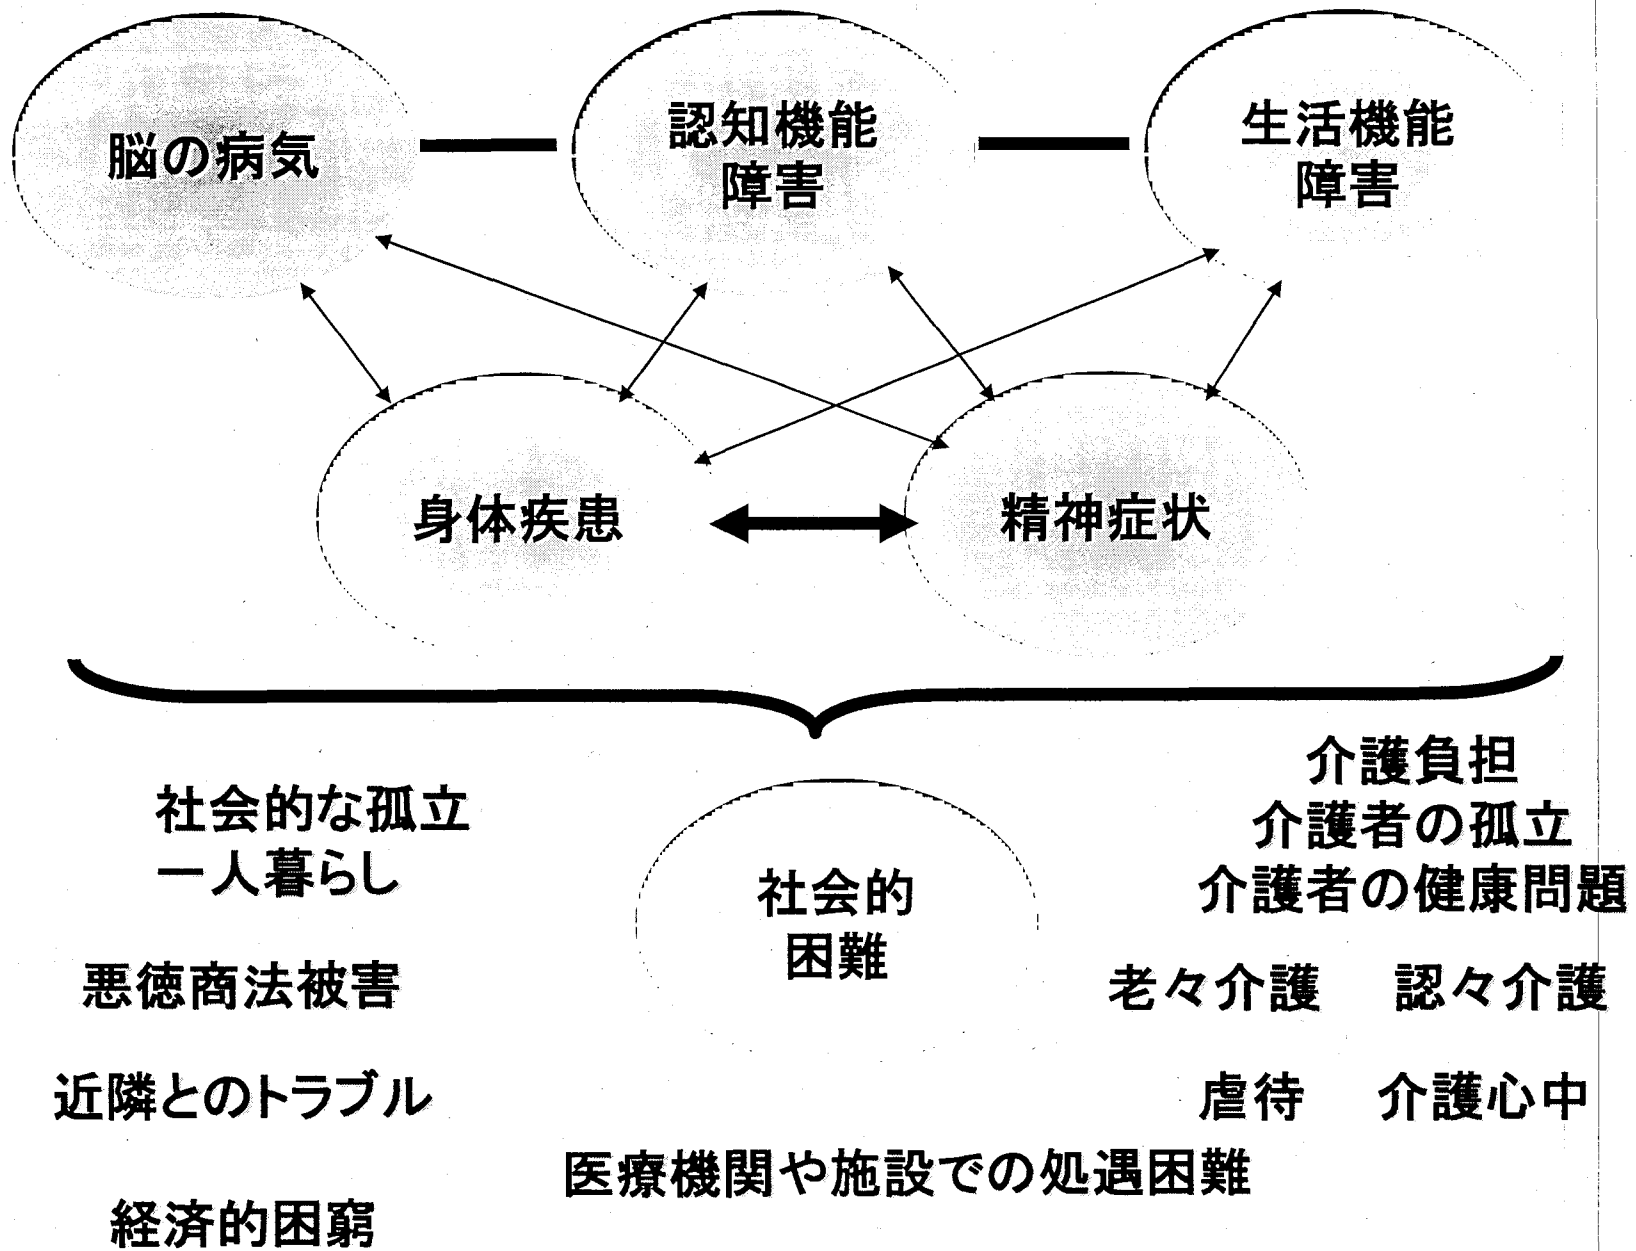 脳の病気
認知機能
障害
生活機能
障害
身体疾患
精神症状
社会的な孤立
一人暮らし
悪徳商法被害
近隣とのトラブル
経済的困窮
社会的
困難
医療機関や施設での処遇困難
介護負担
介護者の孤立
介護者の健康問題
老々介護 認々介護
虐待 介護心中